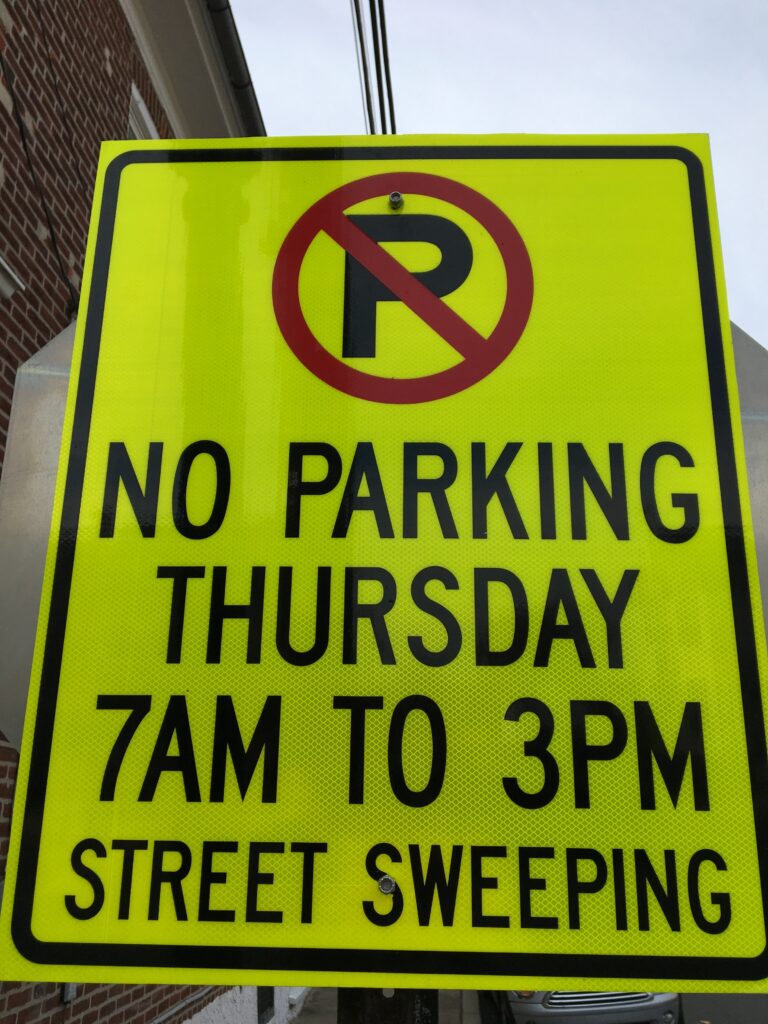 P
NO PARKING
THURSDAY
7AM TO 3PM
STREET SWEEPING